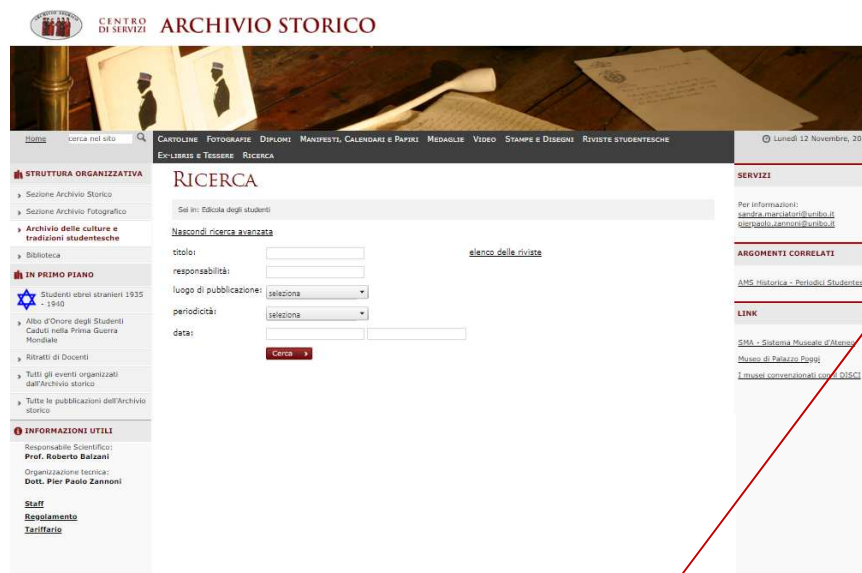 CENTRO
DI SERVIZI
ARCHIVIO STORICO
Home
cerca nel sito
CARTOLINE FOTOGRAFIE DIPLOMI MANIFESTI, CALENDARI E PAPIRI MEDAGLIE VIDEO STAMPE E DISEGNI RIVISTE STUDENTESCHE
EX-LIBRIS E TESSERE RICERCA
Lunedì 12 Novembre, 20
STRUTTURA ORGANIZZATIVA
Sezione Archivio Storico
Sezione Archivio Fotografico
Archivio delle culture e
tradizioni studentesche
Biblioteca
IN PRIMO PIANO
Studenti ebrei stranieri 1935
- 1940
Albo d'Onore degli Studenti
Caduti nella Prima Guerra
Mondiale
Ritratti di Docenti
Tutti gli eventi organizzati
dall'Archivio storico
Tutte le pubblicazioni dell'Archivio
storico
INFORMAZIONI UTILI
Responsabile Scientifico:
Prof. Roberto Balzani
Organizzazione tecnica:
Dott. Pier Paolo Zannoni
Staff
Regolamento
Tariffario
RICERCA
Sei in: Edicola degli studenti
Nascondi ricerca avanzata
titolo:
elenco delle riviste
responsabilità:
luogo di pubblicazione: seleziona
periodicità: seleziona
data:
Cerca
SERVIZI
Per informazioni:
sandra.marciatori@unibo.it
pierpaolo.zannoni@unibo.it
ARGOMENTI CORRELATI
AMS Historica - Periodici Studentes
LINK
SMA - Sistema Museale d'Ateneo
Museo di Palazzo Poggi
I musei convenzionati con il DISCI